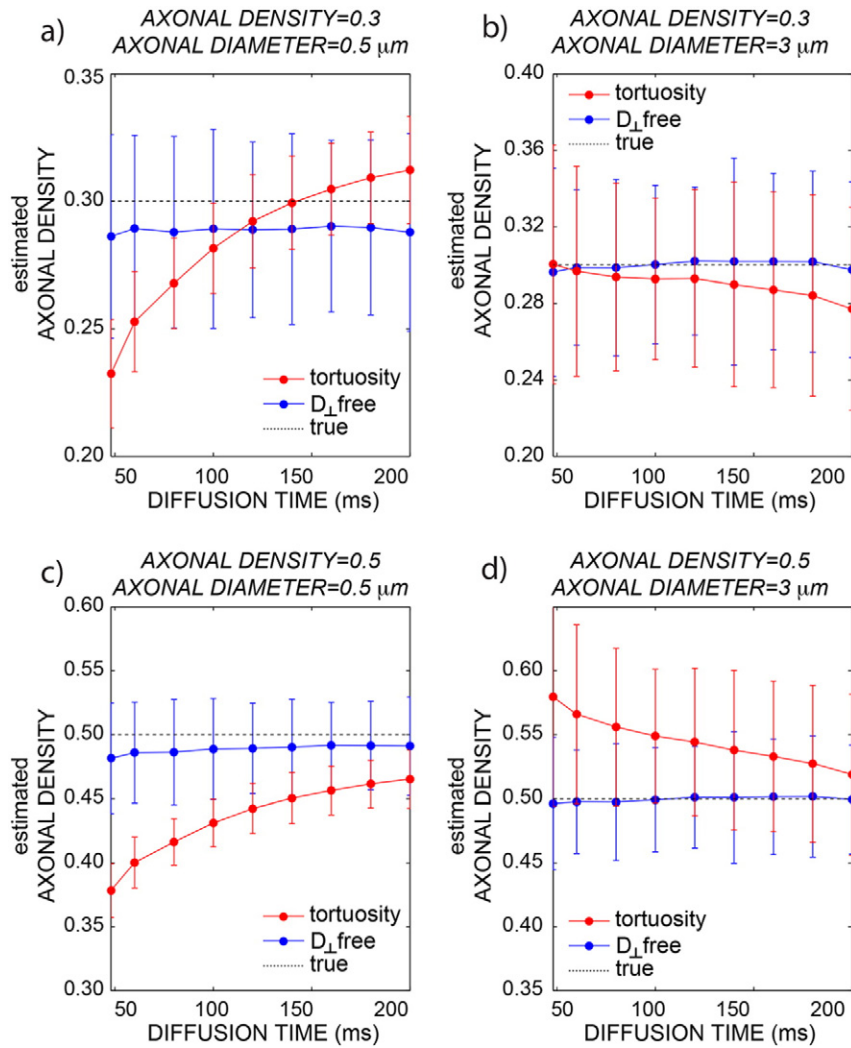 a)
AXONAL DENSITY=0.3
AXONAL DIAMETER=0.5 μm
0.35
0.30
0.25
0.20
estimated
AXONAL DENSITY
tortuosity
D⊥free
true
50 100 150 200
DIFFUSION TIME (ms)
b)
AXONAL DENSITY=0.3
AXONAL DIAMETER=3 μm
0.40
0.36
0.32
0.28
0.24
0.20
estimated
AXONAL DENSITY
tortuosity
D⊥free
true
50 100 150 200
DIFFUSION TIME (ms)
c)
AXONAL DENSITY=0.5
AXONAL DIAMETER=0.5 μm
0.60
0.55
0.50
0.45
0.40
0.35
0.30
estimated
AXONAL DENSITY
tortuosity
D⊥free
true
50 100 150 200
DIFFUSION TIME (ms)
d)
AXONAL DENSITY=0.5
AXONAL DIAMETER=3 μm
0.60
0.55
0.50
0.45
0.40
0.35
estimated
AXONAL DENSITY
tortuosity
D⊥free
true
50 100 150 200
DIFFUSION TIME (ms)